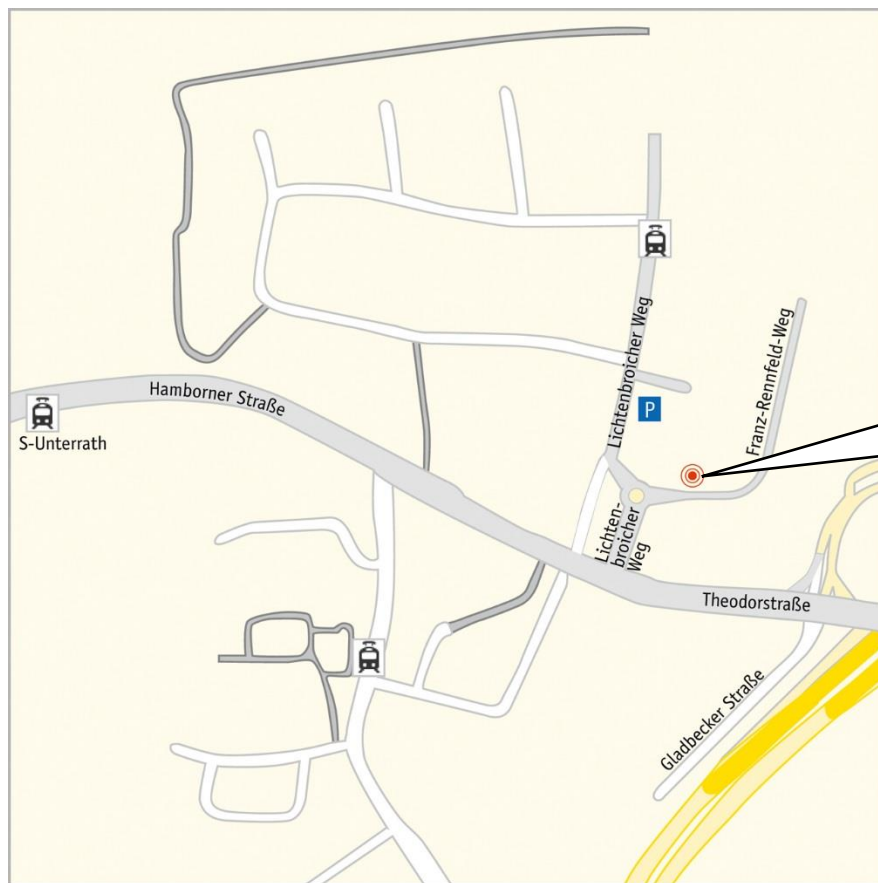 Lichtenbroicher Weg
Franz-Rennfeld-Weg
Hamborner Straße
P
S-Unterrath
Lichten-
broicher
Weg
Theodorstraße
Gladbecker Straße